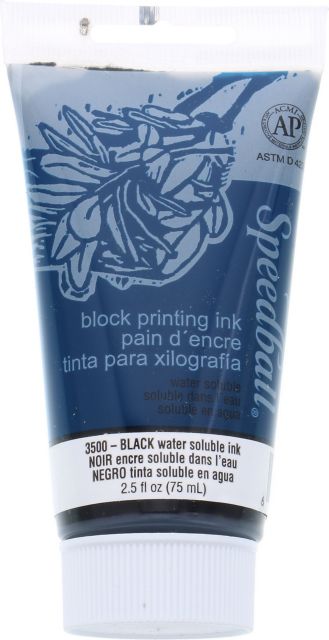 ACMI
AP
ASTM D
Speedball®
block printing ink
pain d´encre
tinta para xilografía
water soluble
soluble dans l'eau
soluble en agua
3500 – BLACK water soluble ink
NOIR encre soluble dans l'eau
NEGRO tinta soluble en agua
2.5 fl oz (75 mL)
6